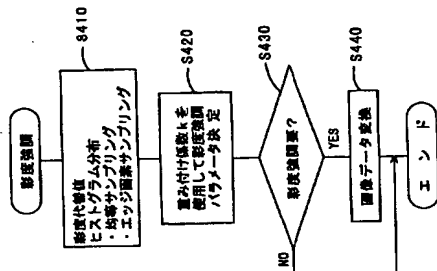 彩度強調
S410
彩度代替値
ヒストグラム分布
・均等サンプリング
・エッジ画素サンプリング
S420
重み付け係数kを
使用して彩度強調
パラメータ決定
S430
彩度強調要?
YES
NO
S440
画像データ変換
エンド